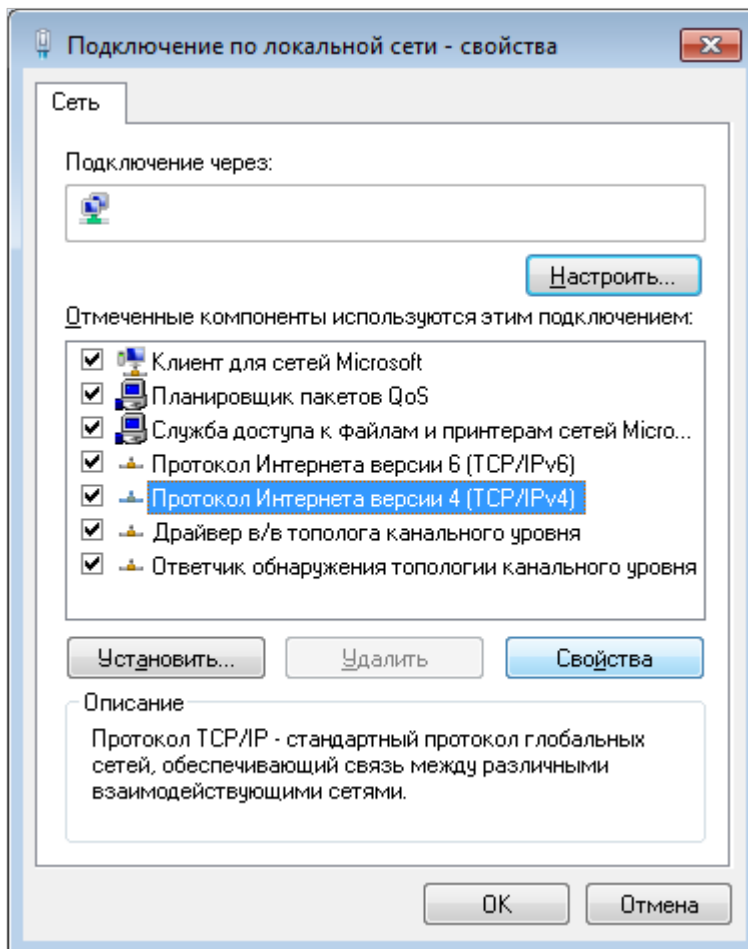 Подключение по локальной сети - свойства
Сеть
Подключение через:
Настроить...
Отмеченные компоненты используются этим подключением:
Клиент для сетей Microsoft
Планировщик пакетов QoS
Служба доступа к файлам и принтерам сетей Micro...
Протокол Интернета версии 6 (TCP/IPv6)
Протокол Интернета версии 4 (TCP/IPv4)
Драйвер в/в тополога канального уровня
Ответчик обнаружения топологии канального уровня
Установить... Удалить Свойства
Описание
Протокол TCP/IP - стандартный протокол глобальных
сетей, обеспечивающий связь между различными
взаимодействующими сетями.
OK Отмена